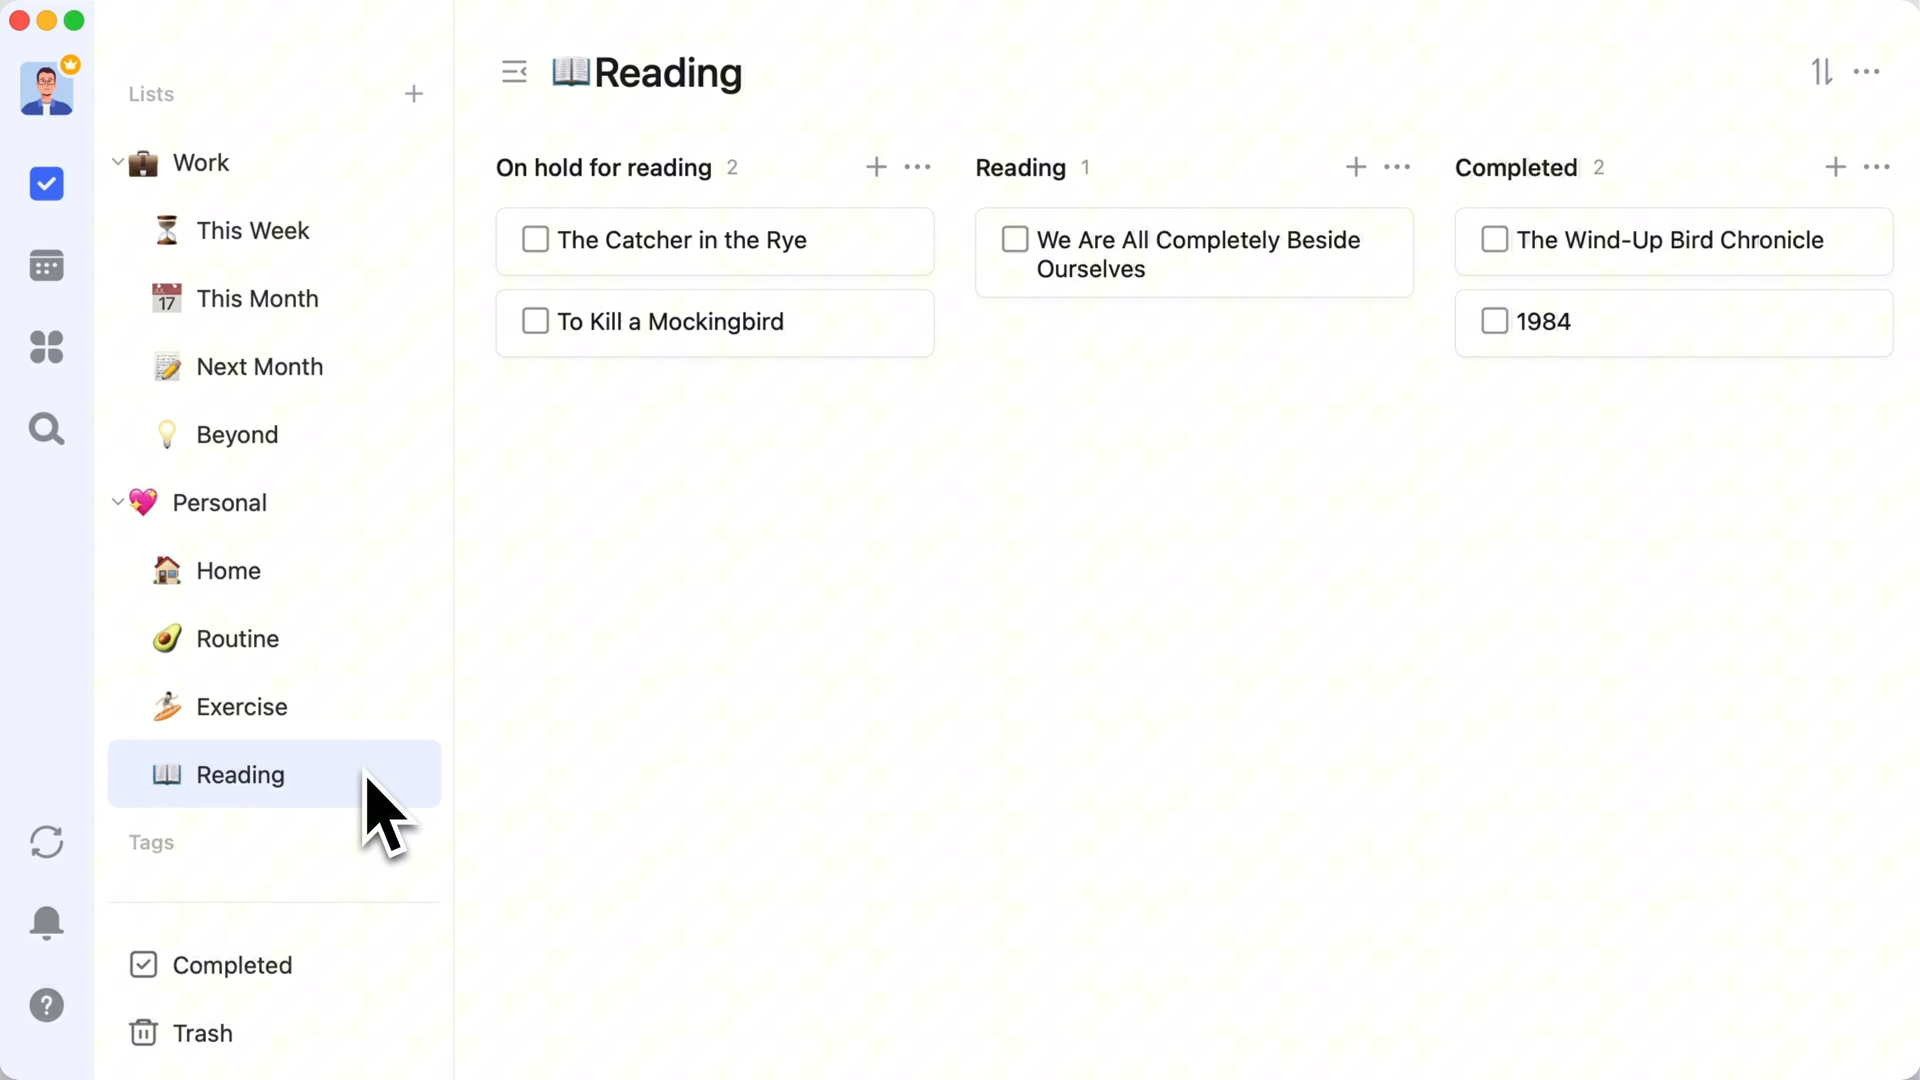 Lists
Work
This Week
17
This Month
Next Month
Beyond
Personal
Home
Routine
Exercise
Reading
Tags
Completed
Trash
Reading
On hold for reading 2
The Catcher in the Rye
To Kill a Mockingbird
Reading 1
We Are All Completely Beside
Ourselves
Completed 2
The Wind-Up Bird Chronicle
1984